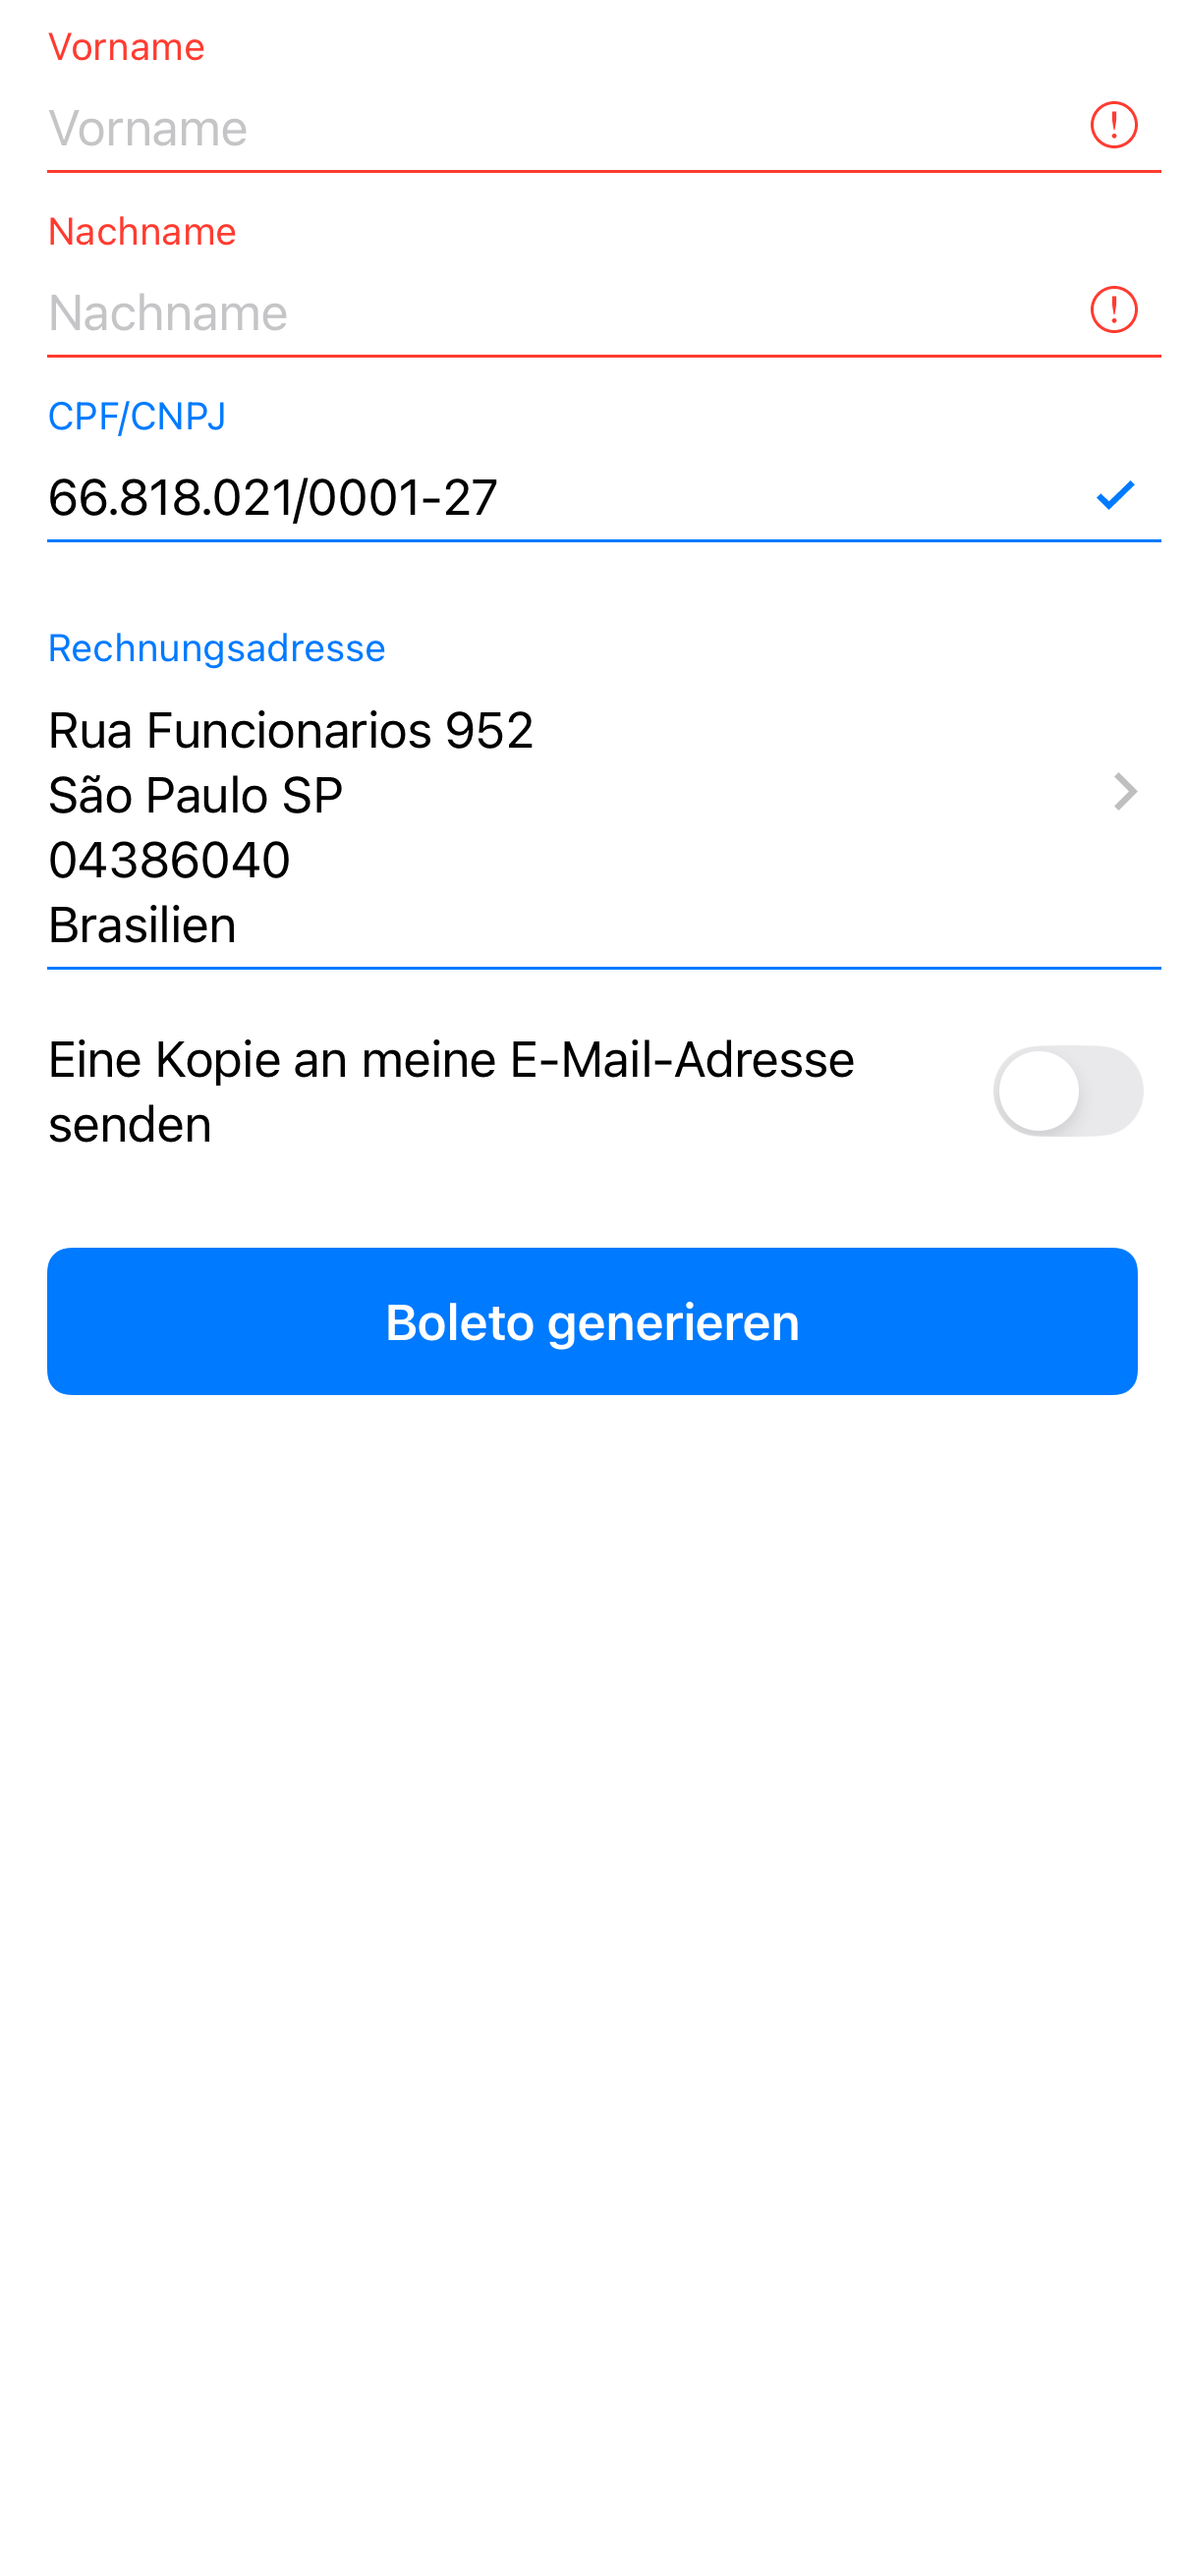 Vorname
Vorname
Nachname
Nachname
CPF/CNPJ
66.818.021/0001-27
Rechnungsadresse
Rua Funcionarios 952
São Paulo SP
04386040
Brasilien
Eine Kopie an meine E-Mail-Adresse
senden
Boleto generieren